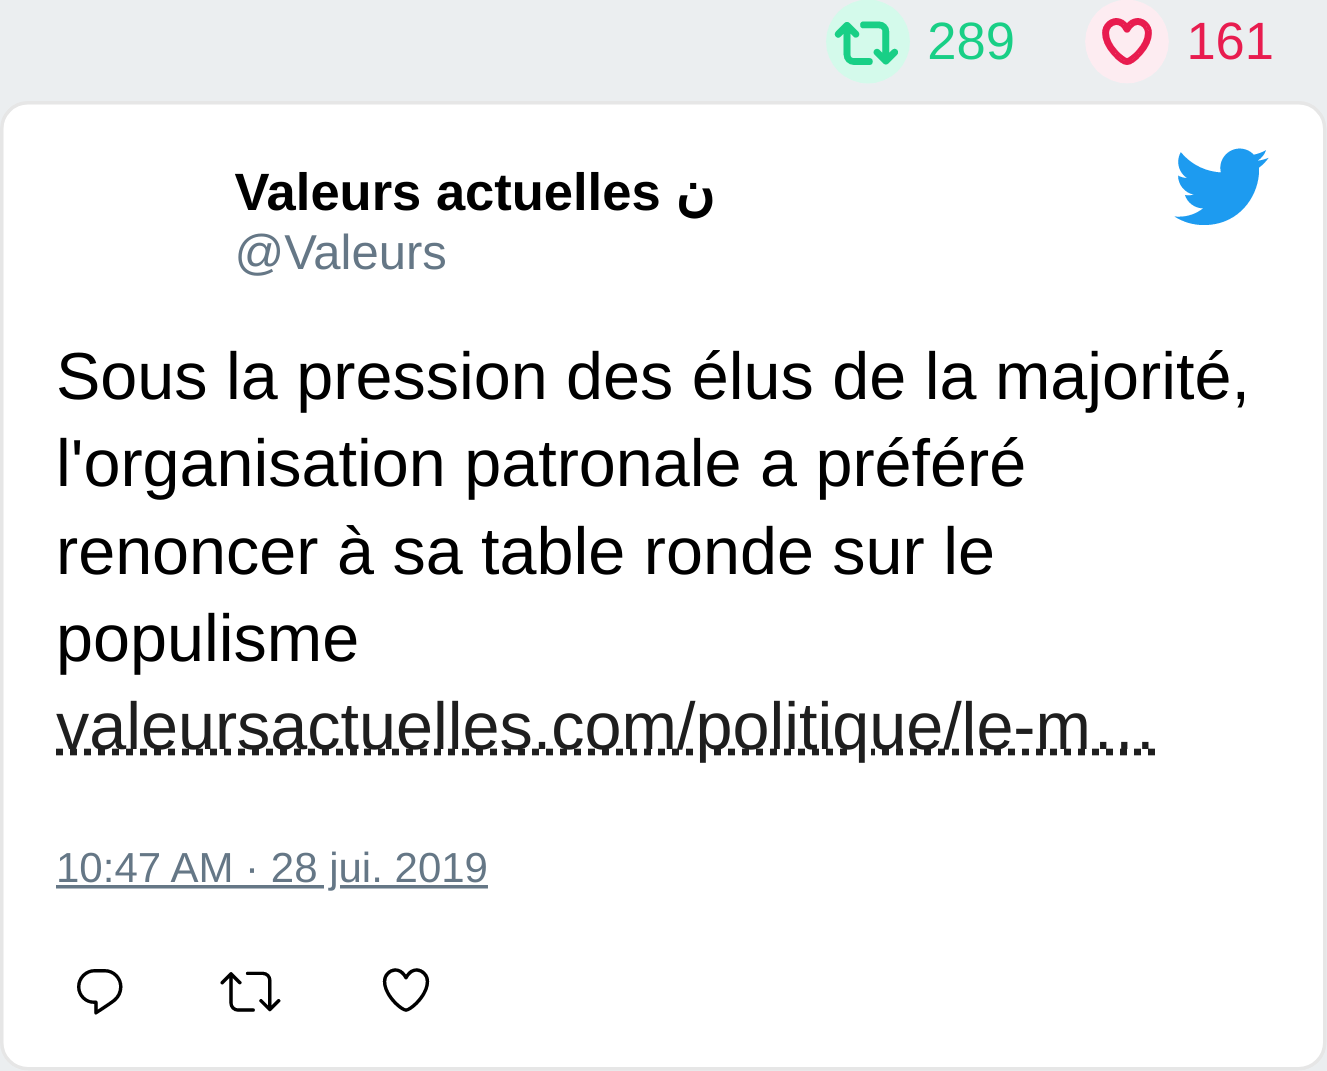 289 161
Valeurs actuelles ن
@Valeurs
Sous la pression des élus de la majorité,
l'organisation patronale a préféré
renoncer à sa table ronde sur le
populisme
valeursactuelles.com/politique/le-m…
10:47 AM · 28 jui. 2019